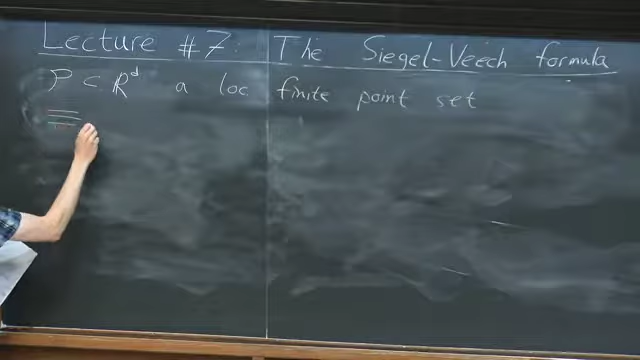 Lecture #7: The Siegel-Veech formula
P ⊂ R^d a loc. finite point set